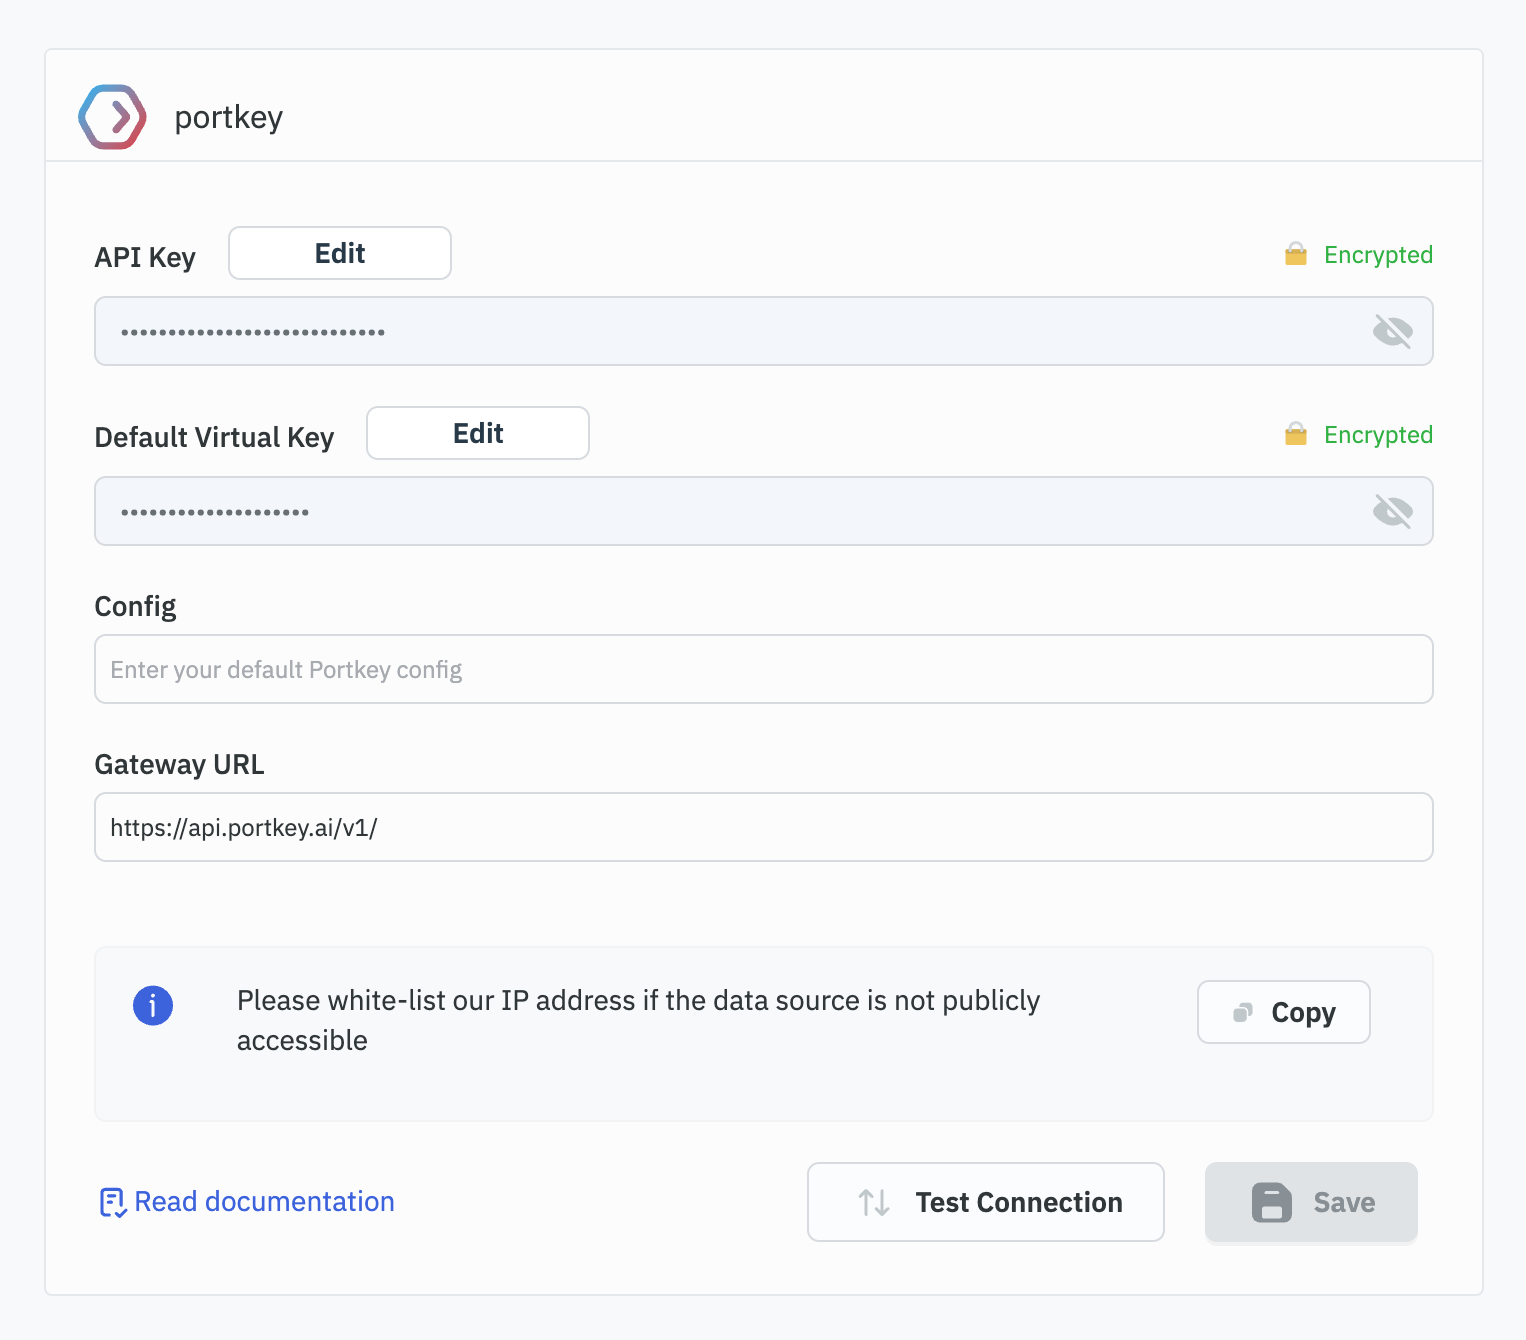 portkey
API Key
Edit
Encrypted
••••••••••••••••••••••••••••
Default Virtual Key
Edit
Encrypted
••••••••••••••••••••
Config
Enter your default Portkey config
Gateway URL
https://api.portkey.ai/v1/
Please white-list our IP address if the data source is not publicly
accessible
Copy
Read documentation
Test Connection
Save